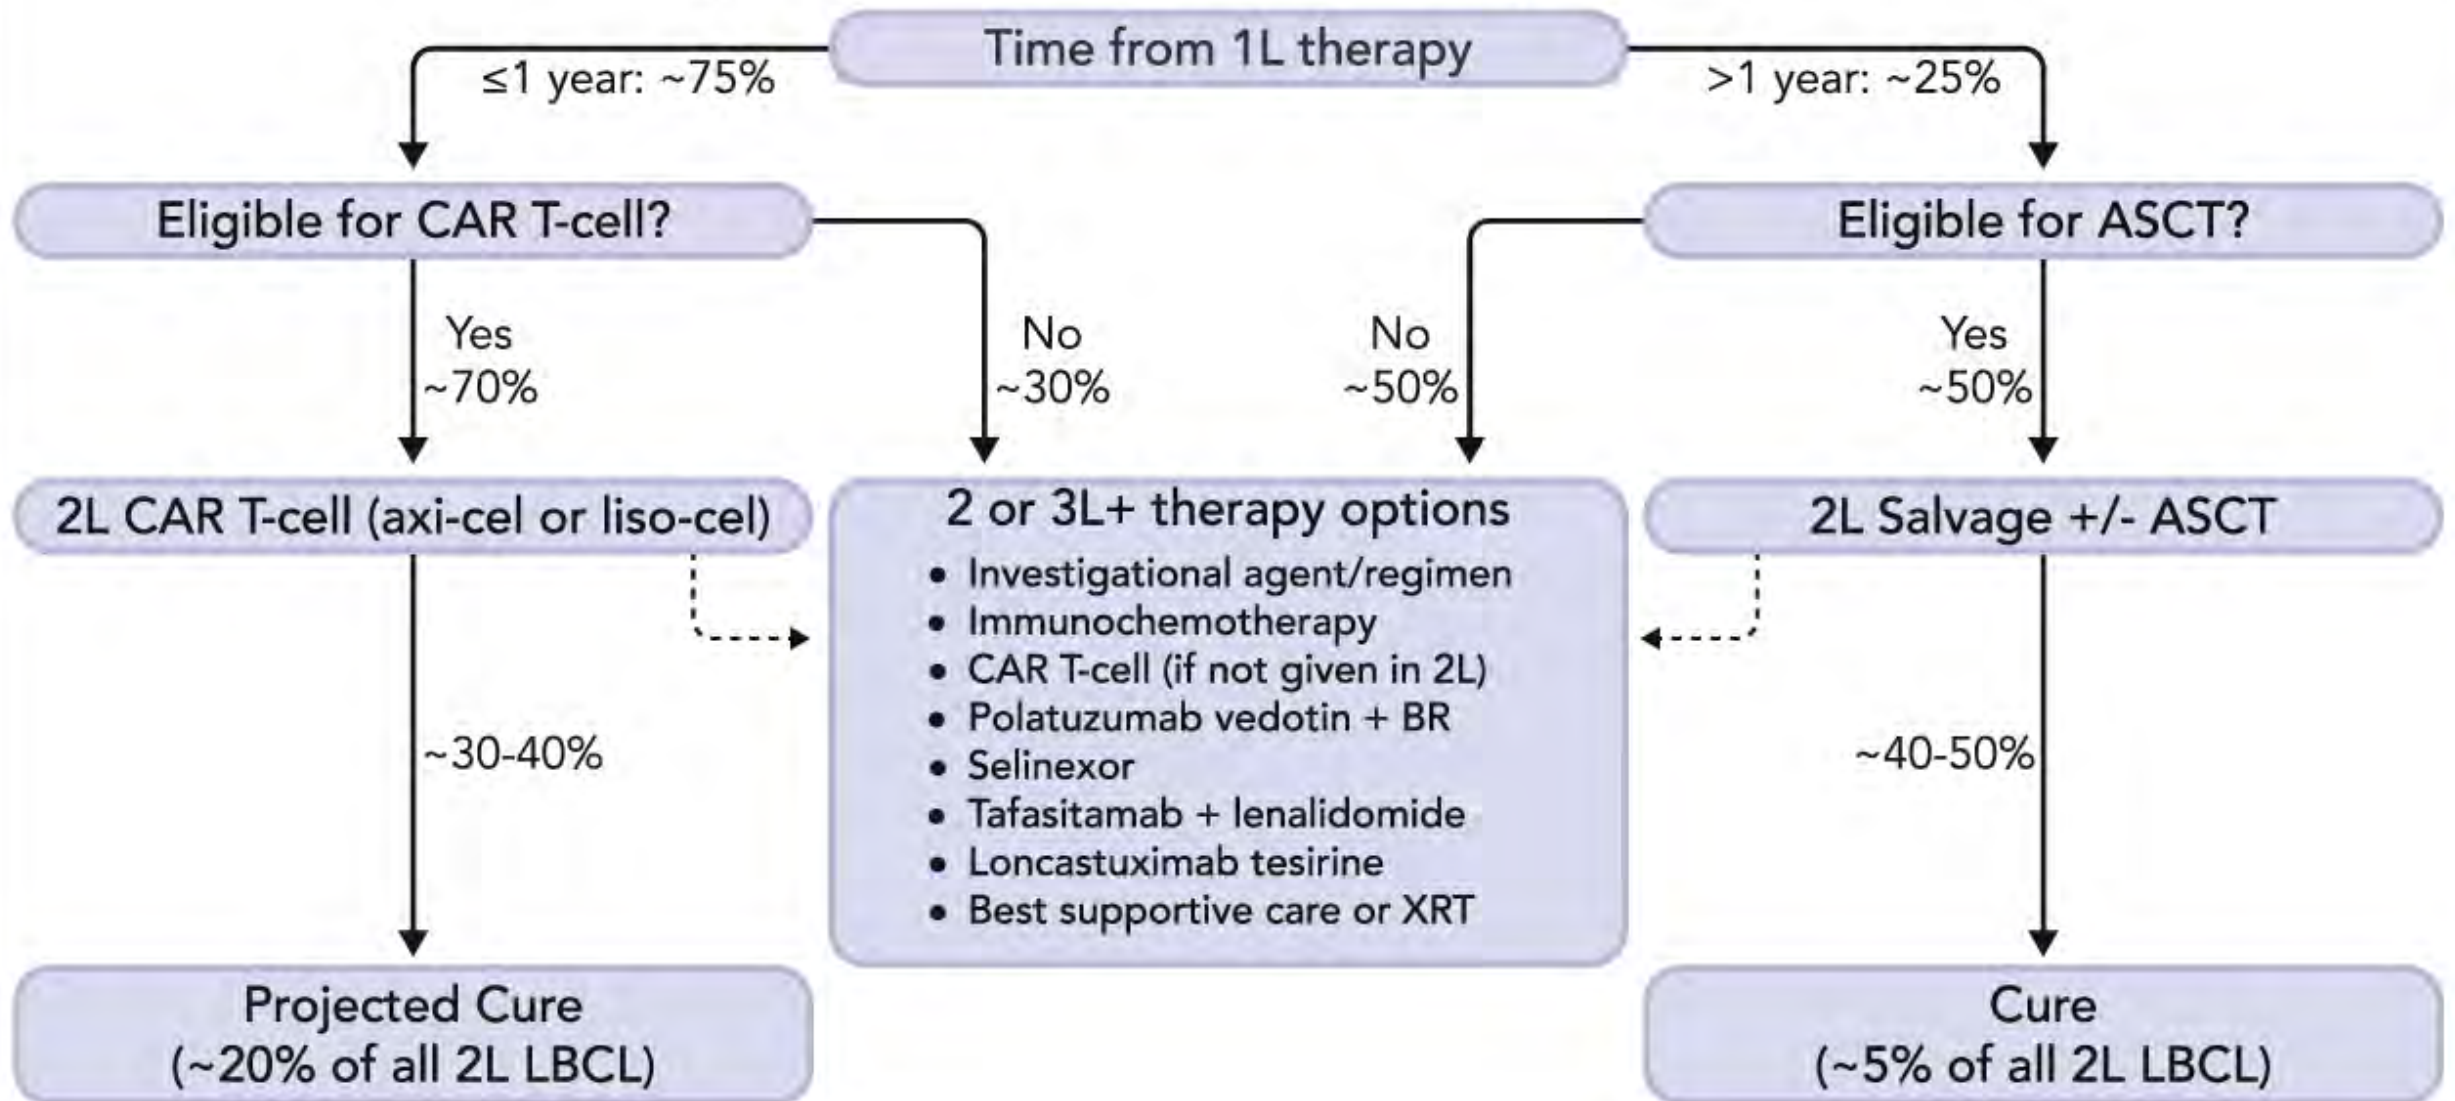 Time from 1L therapy
≤1 year: ~75%
>1 year: ~25%
Eligible for CAR T-cell?
Eligible for ASCT?
Yes
~70%
No
~30%
No
~50%
Yes
~50%
2L CAR T-cell (axi-cel or liso-cel)
2 or 3L+ therapy options
• Investigational agent/regimen
• Immunochemotherapy
• CAR T-cell (if not given in 2L)
• Polatuzumab vedotin + BR
• Selinexor
• Tafasitamab + lenalidomide
• Loncastuximab tesirine
• Best supportive care or XRT
2L Salvage +/- ASCT
~30-40%
~40-50%
Projected Cure
(~20% of all 2L LBCL)
Cure
(~5% of all 2L LBCL)